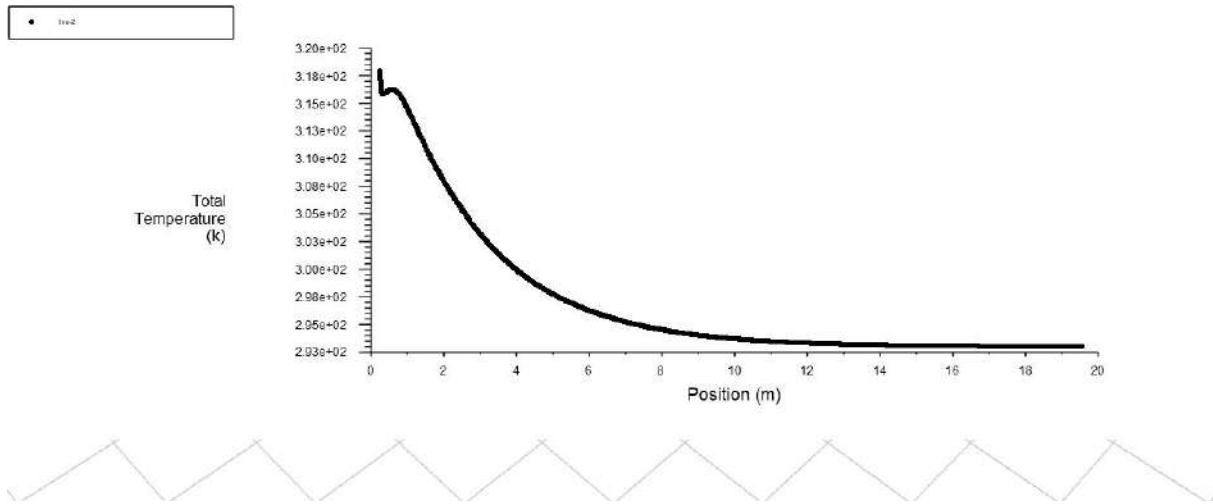 3.20e+02
3.18e+02
3.15e+02
3.13e+02
3.10e+02
3.08e+02
3.05e+02
3.03e+02
3.00e+02
2.98e+02
2.95e+02
2.93e+02
Total
Temperature
(k)
0 2 4 6 8 10 12 14 16 18 20
Position (m)